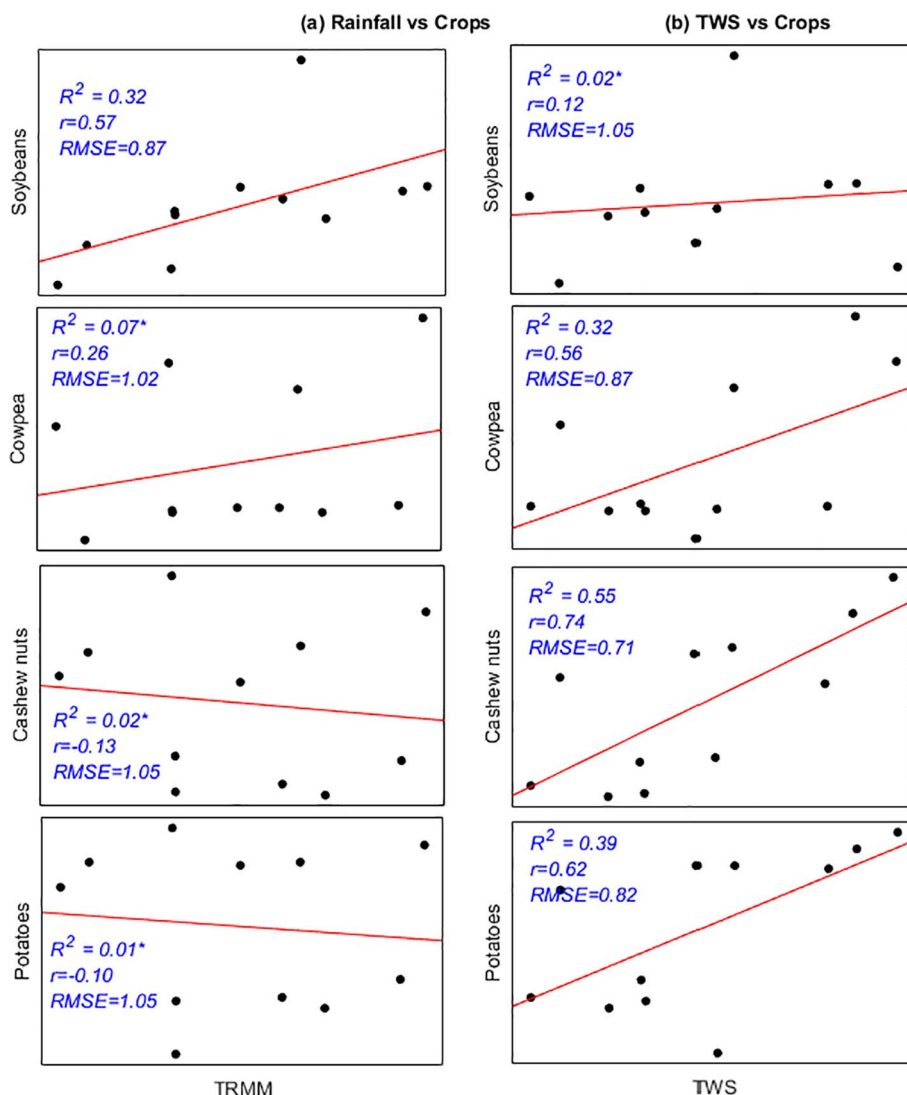 (a) Rainfall vs Crops
(b) TWS vs Crops
Soybeans
R² = 0.32
r=0.57
RMSE=0.87
Soybeans
R² = 0.02*
r=0.12
RMSE=1.05
Cowpea
R² = 0.07*
r=0.26
RMSE=1.02
Cowpea
R² = 0.32
r=0.56
RMSE=0.87
Cashew nuts
R² = 0.02*
r=-0.13
RMSE=1.05
Cashew nuts
R² = 0.55
r=0.74
RMSE=0.71
Potatoes
R² = 0.01*
r=-0.10
RMSE=1.05
Potatoes
R² = 0.39
r=0.62
RMSE=0.82
TRMM
TWS